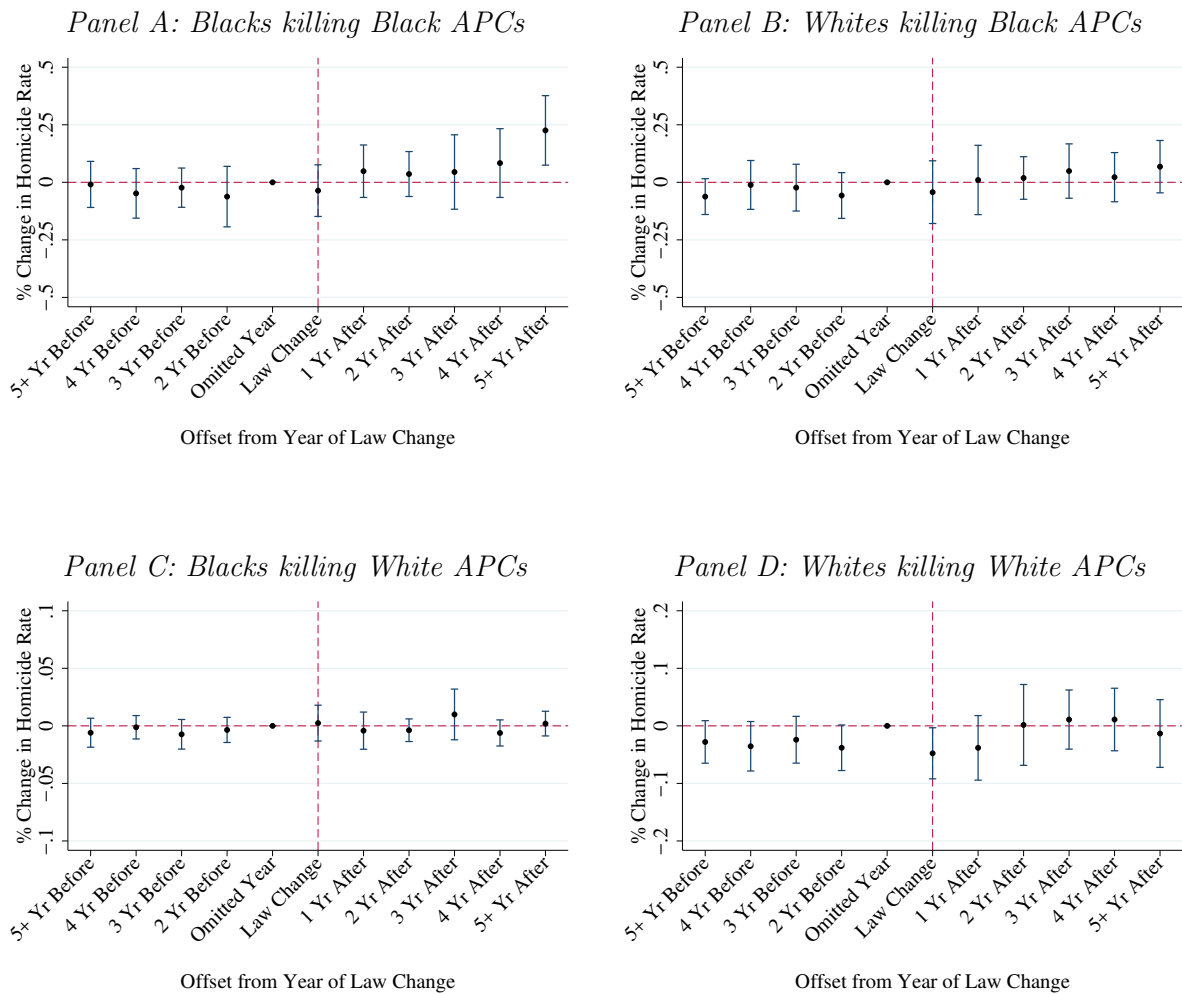 Panel A: Blacks killing Black APCs
% Change in Homicide Rate
.5
.25
0
−.25
−.5
5+ Yr Before
4 Yr Before
3 Yr Before
2 Yr Before
Omitted Year
Law Change
1 Yr After
2 Yr After
3 Yr After
4 Yr After
5+ Yr After
Offset from Year of Law Change
Panel B: Whites killing Black APCs
% Change in Homicide Rate
.5
.25
0
−.25
−.5
5+ Yr Before
4 Yr Before
3 Yr Before
2 Yr Before
Omitted Year
Law Change
1 Yr After
2 Yr After
3 Yr After
4 Yr After
5+ Yr After
Offset from Year of Law Change
Panel C: Blacks killing White APCs
% Change in Homicide Rate
.1
.05
0
−.05
−.1
5+ Yr Before
4 Yr Before
3 Yr Before
2 Yr Before
Omitted Year
Law Change
1 Yr After
2 Yr After
3 Yr After
4 Yr After
5+ Yr After
Offset from Year of Law Change
Panel D: Whites killing White APCs
% Change in Homicide Rate
.2
.1
0
−.1
−.2
5+ Yr Before
4 Yr Before
3 Yr Before
2 Yr Before
Omitted Year
Law Change
1 Yr After
2 Yr After
3 Yr After
4 Yr After
5+ Yr After
Offset from Year of Law Change